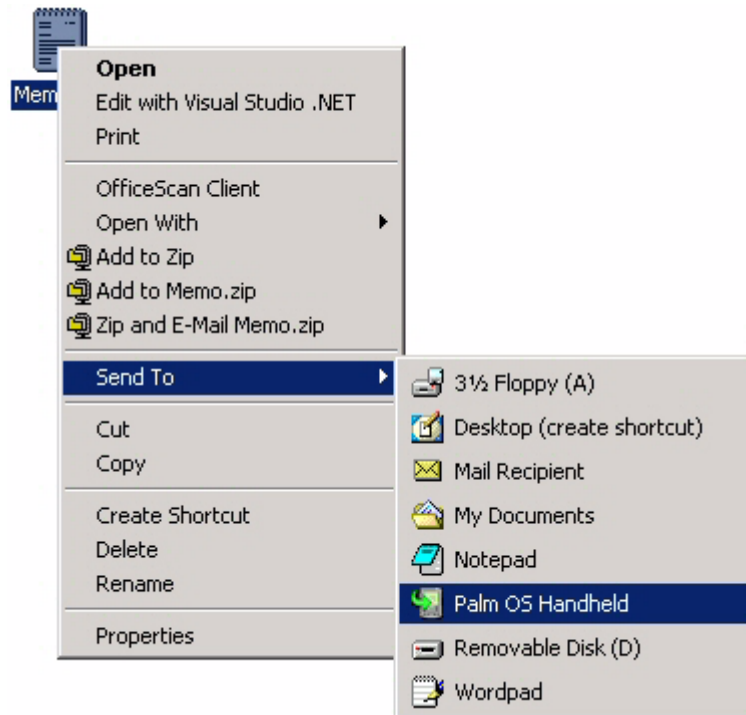 Mem
Open
Edit with Visual Studio .NET
Print
OfficeScan Client
Open With
Add to Zip
Add to Memo.zip
Zip and E-Mail Memo.zip
Send To
Cut
Copy
Create Shortcut
Delete
Rename
Properties
3½ Floppy (A)
Desktop (create shortcut)
Mail Recipient
My Documents
Notepad
Palm OS Handheld
Removable Disk (D)
Wordpad